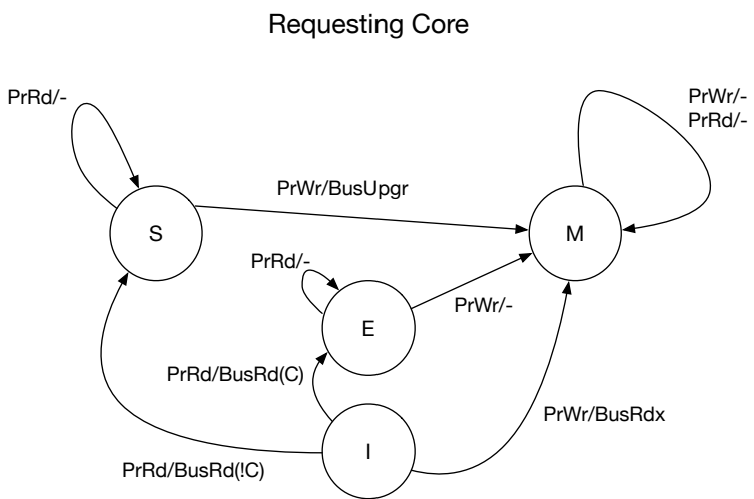 Requesting Core
PrRd/-
PrWr/-
PrRd/-
PrWr/BusUpgr
S
M
PrRd/-
E
PrWr/-
PrRd/BusRd(C)
PrWr/BusRdx
I
PrRd/BusRd(!C)